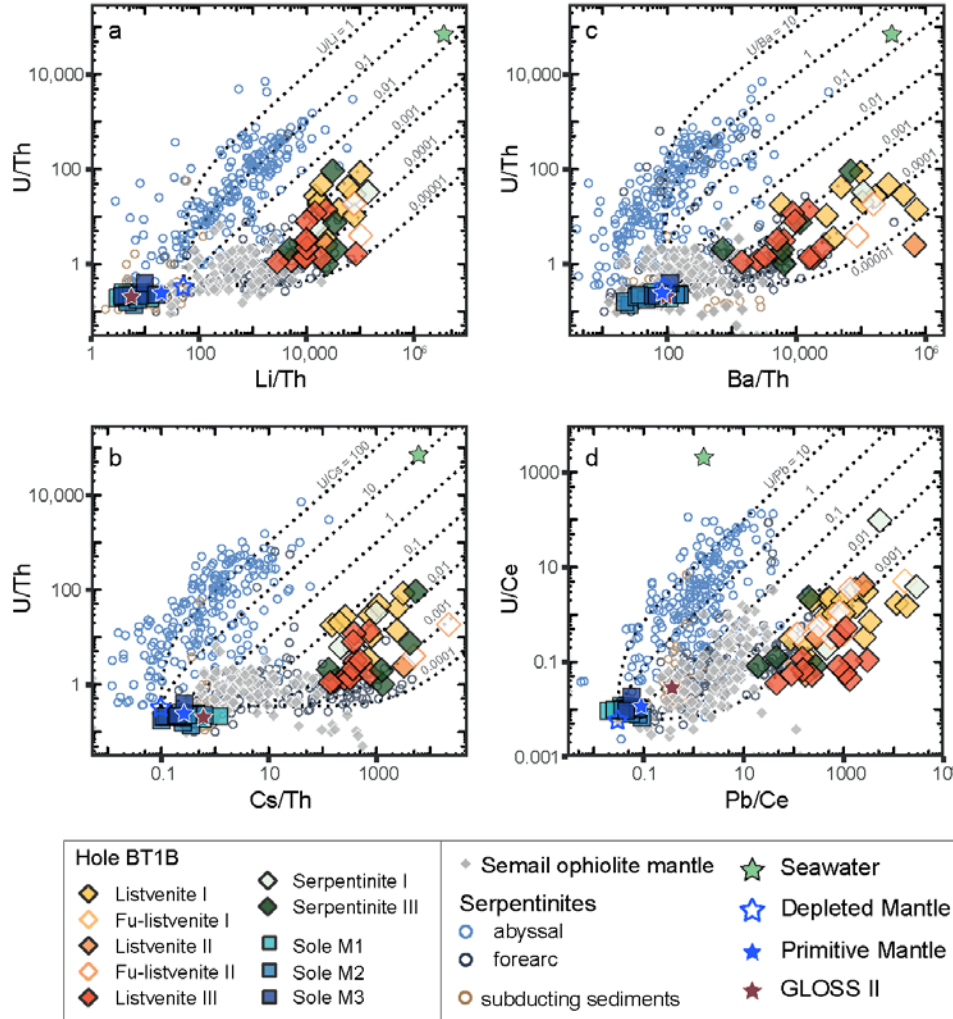 a
U/Th
10,000
100
1
U/Li = 1
0.1
0.01
0.001
0.0001
0.00001
1
100
10,000
10⁶
Li/Th
c
U/Th
10,000
100
1
U/Ba = 10
1
0.1
0.01
0.001
0.0001
0.00001
1
100
10,000
10⁶
Ba/Th
b
U/Th
10,000
100
1
U/Cs = 100
10
1
0.1
0.01
0.001
0.0001
0.1
10
1000
Cs/Th
d
U/Ce
1000
10
0.1
0.001
U/Pb = 10
1
0.1
0.01
0.001
0.1
10
1000
Pb/Ce
Hole BT1B
Listvenite I
Fu-listvenite I
Listvenite II
Fu-listvenite II
Listvenite III
Serpentinite I
Serpentinite III
Sole M1
Sole M2
Sole M3
Semail ophiolite mantle
Serpentinites
abyssal
forearc
subducting sediments
Seawater
Depleted Mantle
Primitive Mantle
GLOSS II